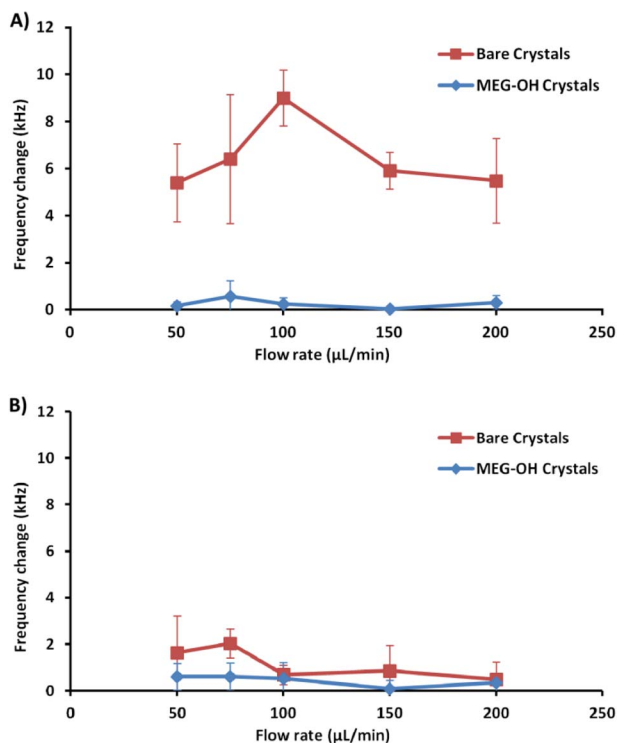 A)
12
10
8
6
4
2
0
Frequency change (kHz)
Bare Crystals
MEG-OH Crystals
0 50 100 150 200 250
Flow rate (µL/min)
B)
12
10
8
6
4
2
0
Frequency change (kHz)
Bare Crystals
MEG-OH Crystals
0 50 100 150 200 250
Flow rate (µL/min)